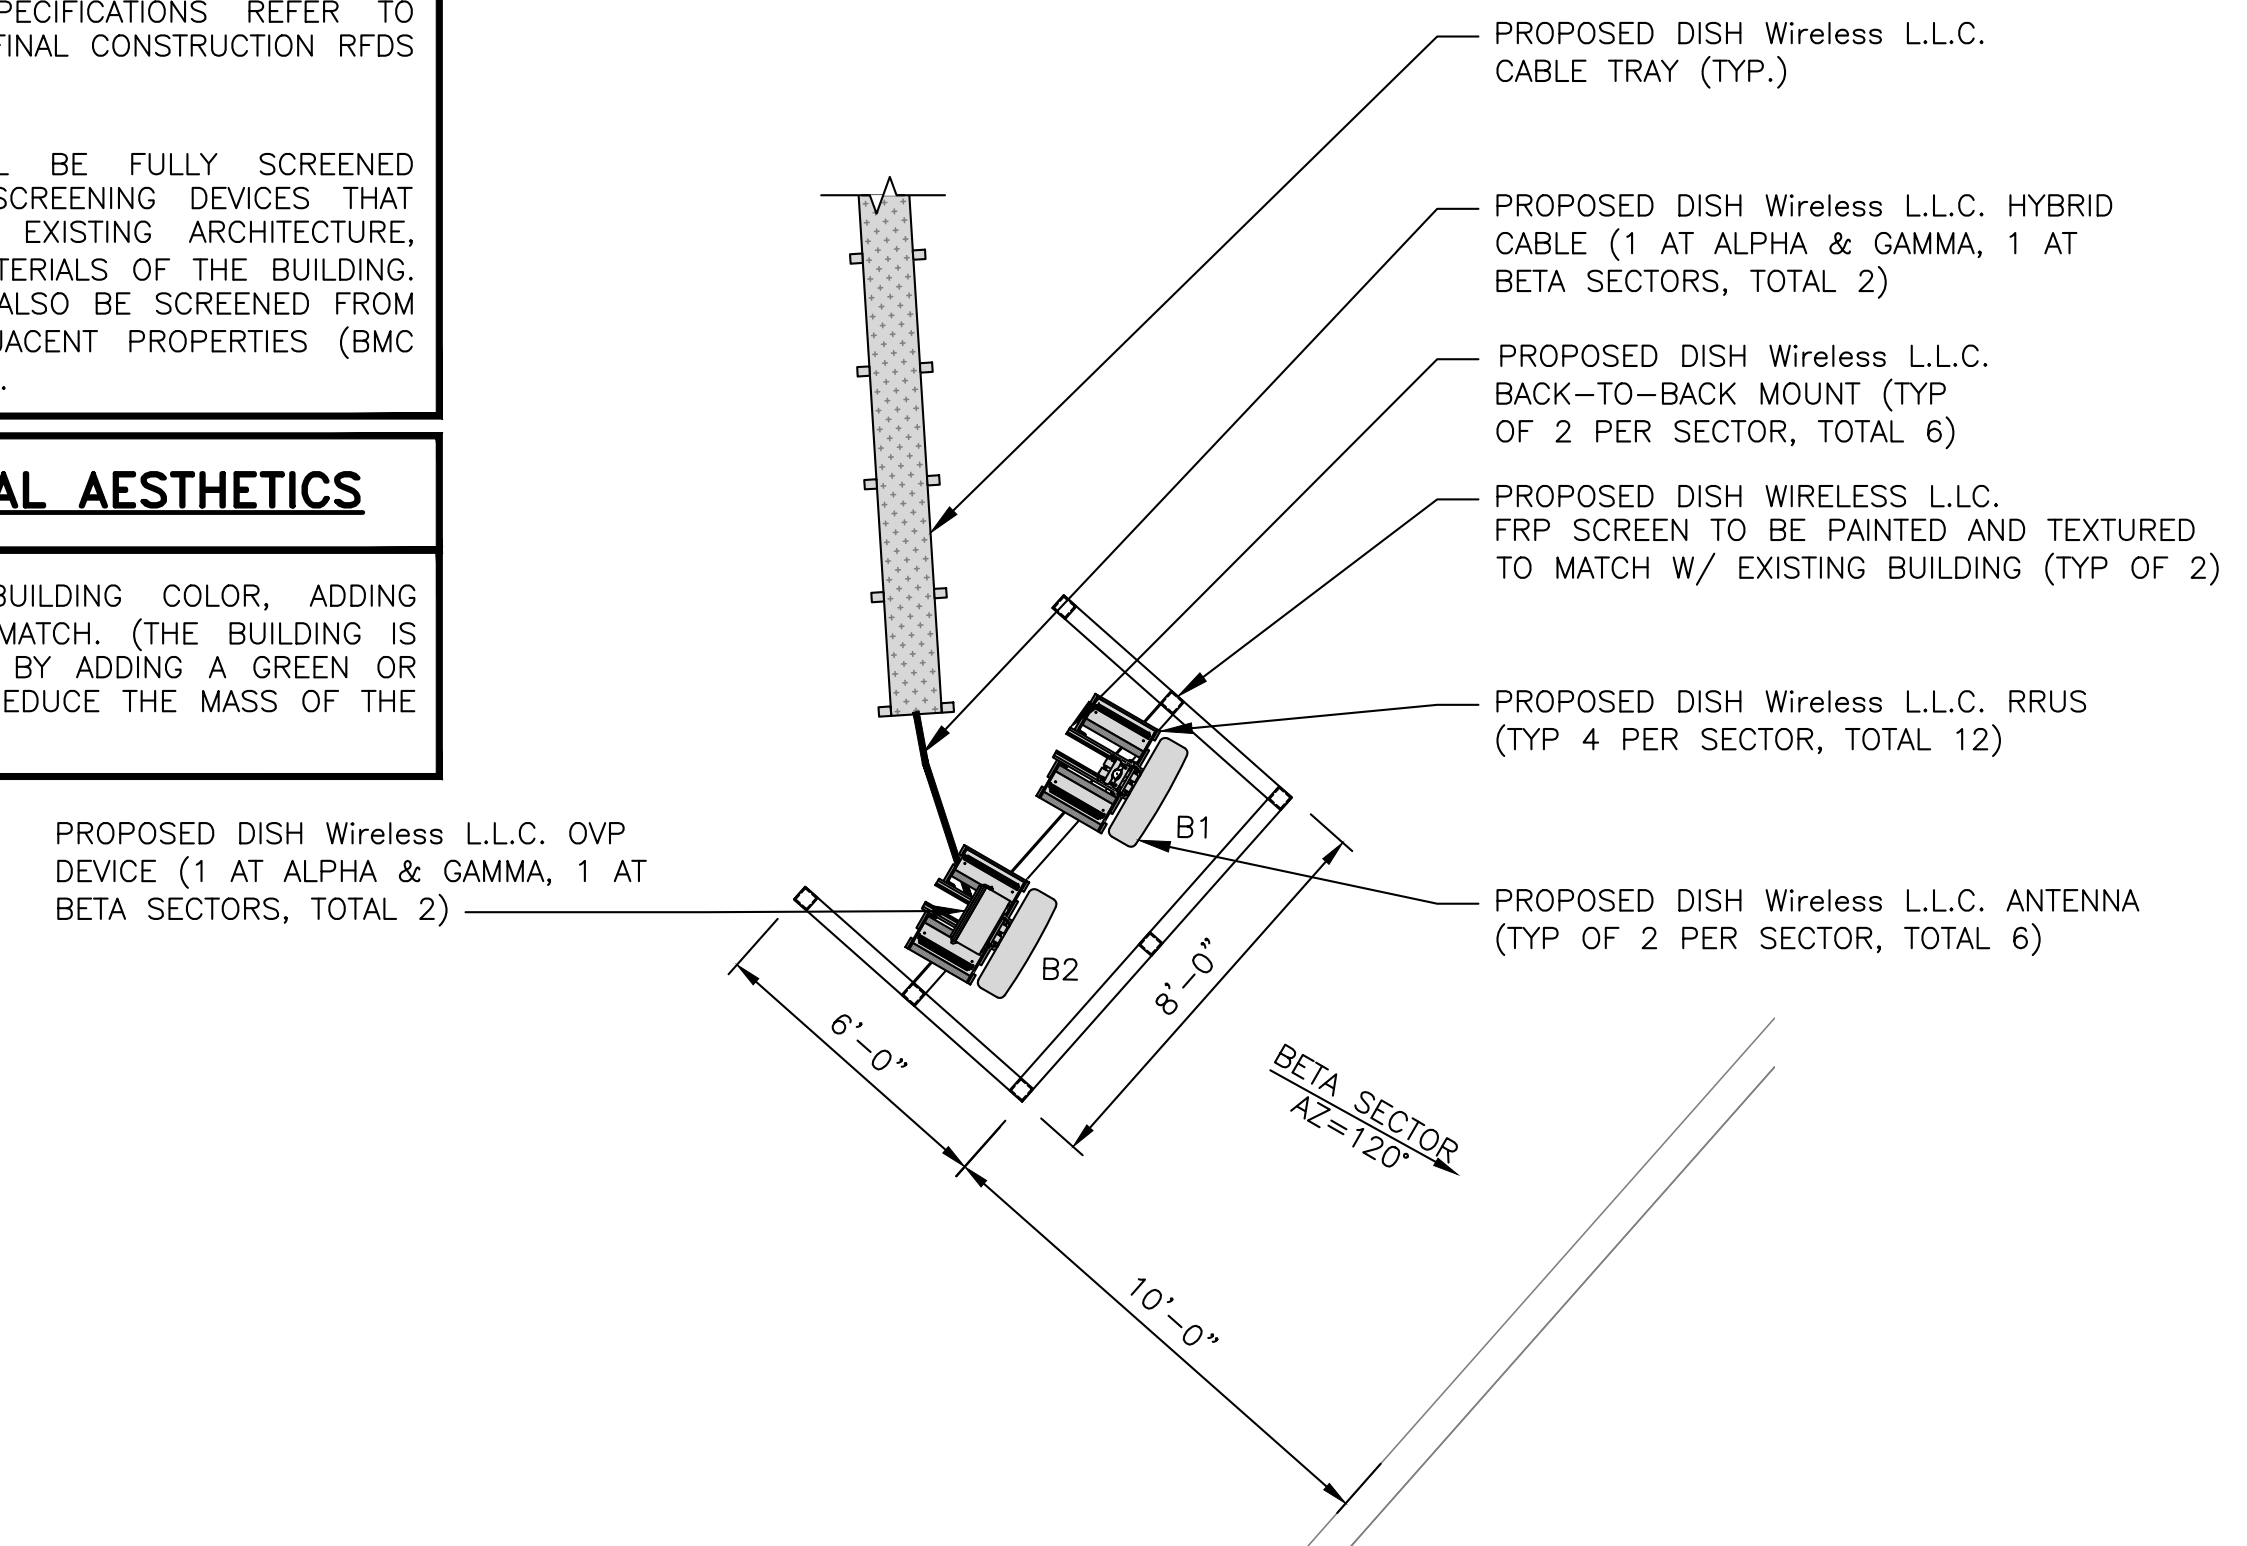 PECIFICATIONS REFER TO
FINAL CONSTRUCTION RFDS
BE FULLY SCREENED
SCREENING DEVICES THAT
EXISTING ARCHITECTURE,
TERIALS OF THE BUILDING.
ALSO BE SCREENED FROM
JACENT PROPERTIES (BMC
.
AL AESTHETICS
BUILDING COLOR, ADDING
MATCH. (THE BUILDING IS
BY ADDING A GREEN OR
EDUCE THE MASS OF THE
PROPOSED DISH Wireless L.L.C. OVP
DEVICE (1 AT ALPHA & GAMMA, 1 AT
BETA SECTORS, TOTAL 2)
PROPOSED DISH Wireless L.L.C.
CABLE TRAY (TYP.)
PROPOSED DISH Wireless L.L.C. HYBRID
CABLE (1 AT ALPHA & GAMMA, 1 AT
BETA SECTORS, TOTAL 2)
PROPOSED DISH Wireless L.L.C.
BACK-TO-BACK MOUNT (TYP
OF 2 PER SECTOR, TOTAL 6)
PROPOSED DISH WIRELESS L.LC.
FRP SCREEN TO BE PAINTED AND TEXTURED
TO MATCH W/ EXISTING BUILDING (TYP OF 2)
PROPOSED DISH Wireless L.L.C. RRUS
(TYP 4 PER SECTOR, TOTAL 12)
PROPOSED DISH Wireless L.L.C. ANTENNA
(TYP OF 2 PER SECTOR, TOTAL 6)
B1
B2
8'-0"
6'-0"
BETA SECTOR
AZ=120°
10'-0"